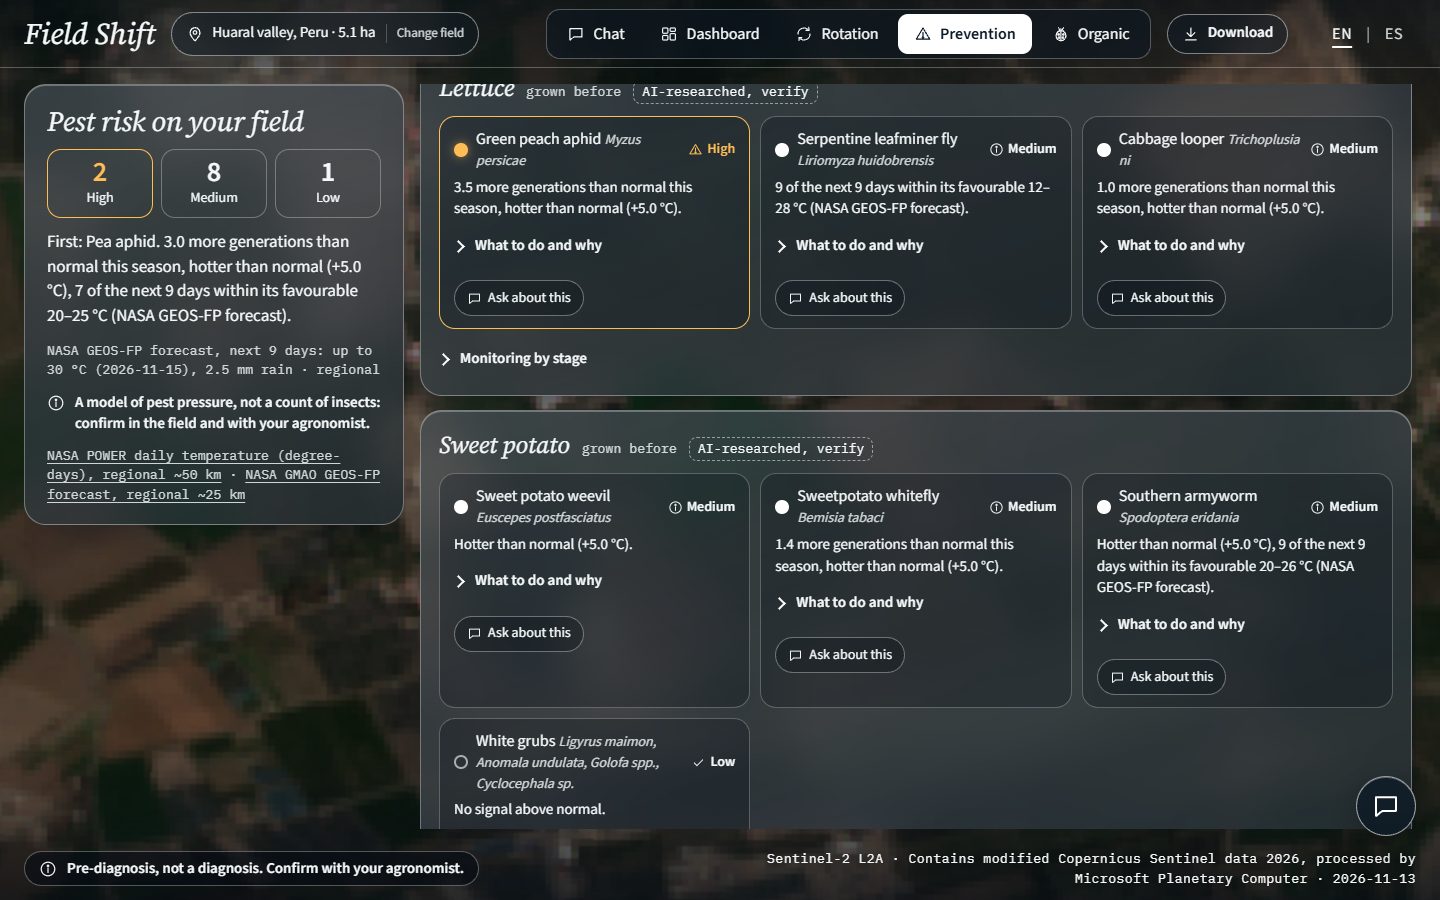 Field Shift
Huaral valley, Peru · 5.1 ha
Change field
Chat
Dashboard
Rotation
Prevention
Organic
Download
EN | ES
Pest risk on your field
2
High
8
Medium
1
Low
First: Pea aphid. 3.0 more generations than
normal this season, hotter than normal (+5.0
°C), 7 of the next 9 days within its favourable
20–25 °C (NASA GEOS-FP forecast).
NASA GEOS-FP forecast, next 9 days: up to
30 °C (2026-11-15), 2.5 mm rain · regional
A model of pest pressure, not a count of insects:
confirm in the field and with your agronomist.
NASA POWER daily temperature (degree-
days), regional ~50 km · NASA GMAO GEOS-FP
forecast, regional ~25 km
Lettuce grown before AI-researched, verify
Green peach aphid Myzus
persicae
High
3.5 more generations than normal this
season, hotter than normal (+5.0 °C).
What to do and why
Ask about this
Serpentine leafminer fly
Liriomyza huidobrensis
Medium
9 of the next 9 days within its favourable 12–
28 °C (NASA GEOS-FP forecast).
What to do and why
Ask about this
Cabbage looper Trichoplusia
ni
Medium
1.0 more generations than normal this
season, hotter than normal (+5.0 °C).
What to do and why
Ask about this
Monitoring by stage
Sweet potato grown before AI-researched, verify
Sweet potato weevil
Euscepes postfasciatus
Medium
Hotter than normal (+5.0 °C).
What to do and why
Ask about this
Sweetpotato whitefly
Bemisia tabaci
Medium
1.4 more generations than normal this
season, hotter than normal (+5.0 °C).
What to do and why
Ask about this
Southern armyworm
Spodoptera eridania
Medium
Hotter than normal (+5.0 °C), 9 of the next 9
days within its favourable 20–26 °C (NASA
GEOS-FP forecast).
What to do and why
Ask about this
White grubs Ligyrus maimon,
Anomala undulata, Golofa spp.,
Cyclocephala sp.
Low
No signal above normal.
Pre-diagnosis, not a diagnosis. Confirm with your agronomist.
Sentinel-2 L2A · Contains modified Copernicus Sentinel data 2026, processed by
Microsoft Planetary Computer · 2026-11-13